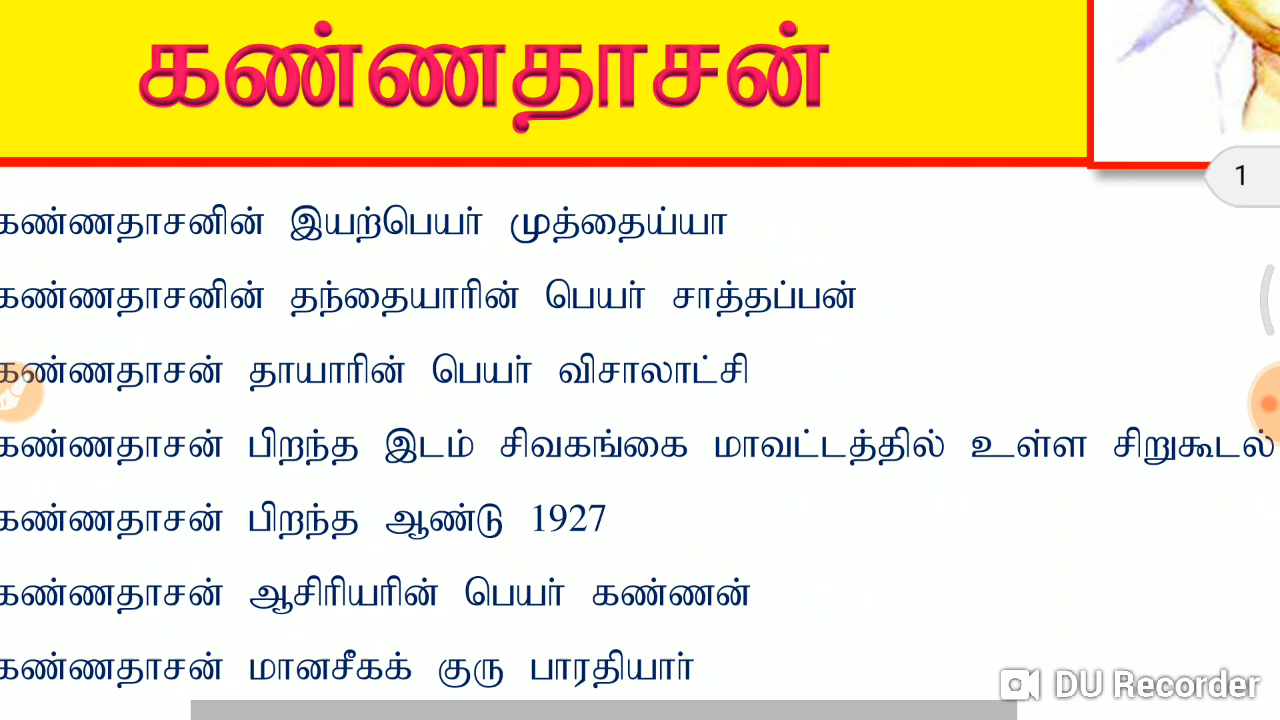 கண்ணதாசன்
1
கண்ணதாசனின் இயற்பெயர் முத்தைய்யா
கண்ணதாசனின் தந்தையாரின் பெயர் சாத்தப்பன்
கண்ணதாசன் தாயாரின் பெயர் விசாலாட்சி
கண்ணதாசன் பிறந்த இடம் சிவகங்கை மாவட்டத்தில் உள்ள சிறுகூடல்
கண்ணதாசன் பிறந்த ஆண்டு 1927
கண்ணதாசன் ஆசிரியரின் பெயர் கண்ணன்
கண்ணதாசன் மானசீகக் குரு பாரதியார்
DU Recorder